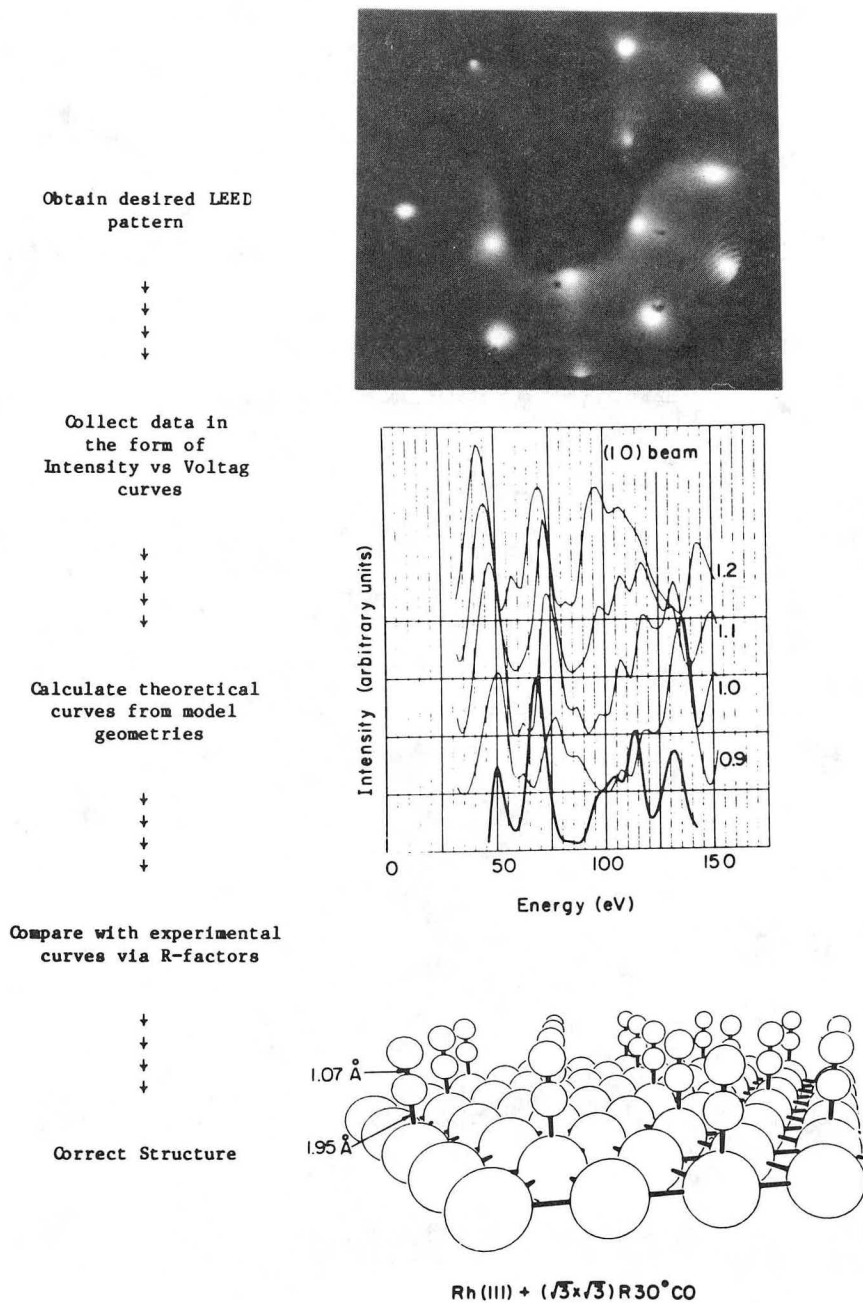 Obtain desired LEED
pattern
↓
↓
↓
↓
Collect data in
the form of
Intensity vs Voltag
curves
↓
↓
↓
↓
Calculate theoretical
curves from model
geometries
↓
↓
↓
↓
Compare with experimental
curves via R-factors
↓
↓
↓
↓
Correct Structure
(10) beam
1.2
1.1
1.0
0.9
Intensity (arbitrary units)
0 50 100 150
Energy (eV)
1.07 Å
1.95 Å
Rh (111) + (√3x√3) R30° CO